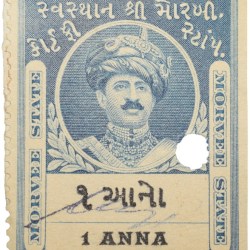 સ્વસ્થાન શ્રી મોરબી.
કોર્ટ ફી
સ્ટાંપ.
MORVEE STATE
MORVEE STATE
૧ આનો
1 ANNA